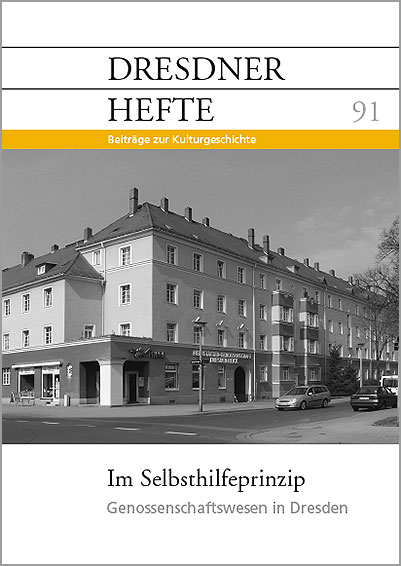 DRESDNER
HEFTE 91
Beiträge zur Kulturgeschichte
Im Selbsthilfeprinzip
Genossenschaftswesen in Dresden